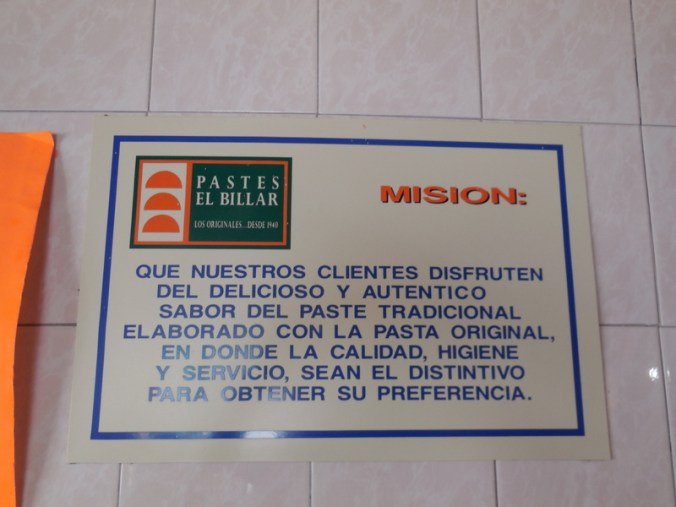 PASTES
EL BILLAR
LOS ORIGINALES...DESDE 1940
MISION:
QUE NUESTROS CLIENTES DISFRUTEN
DEL DELICIOSO Y AUTENTICO
SABOR DEL PASTE TRADICIONAL
ELABORADO CON LA PASTA ORIGINAL,
EN DONDE LA CALIDAD, HIGIENE
Y SERVICIO, SEAN EL DISTINTIVO
PARA OBTENER SU PREFERENCIA.